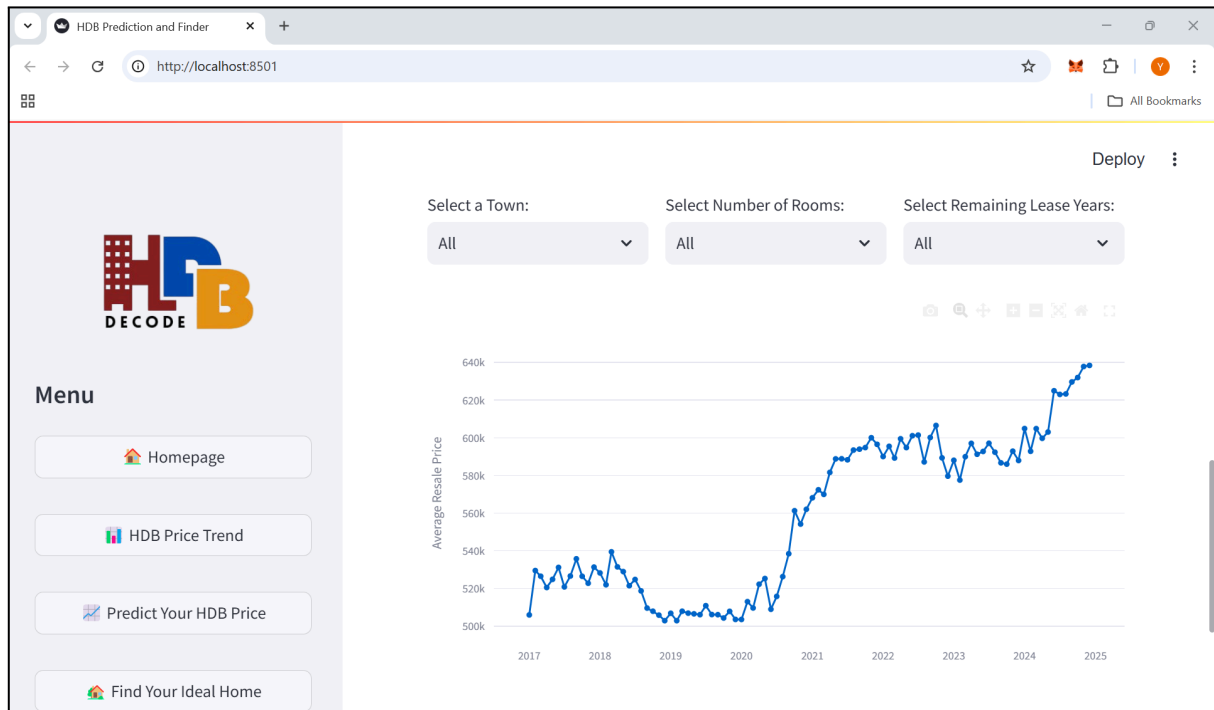 HDB Prediction and Finder
http://localhost:8501
Y
All Bookmarks
Deploy
HDB
DECODE
Menu
Homepage
HDB Price Trend
Predict Your HDB Price
Find Your Ideal Home
Select a Town:
All
Select Number of Rooms:
All
Select Remaining Lease Years:
All
Average Resale Price
640k
620k
600k
580k
560k
540k
520k
500k
2017 2018 2019 2020 2021 2022 2023 2024 2025